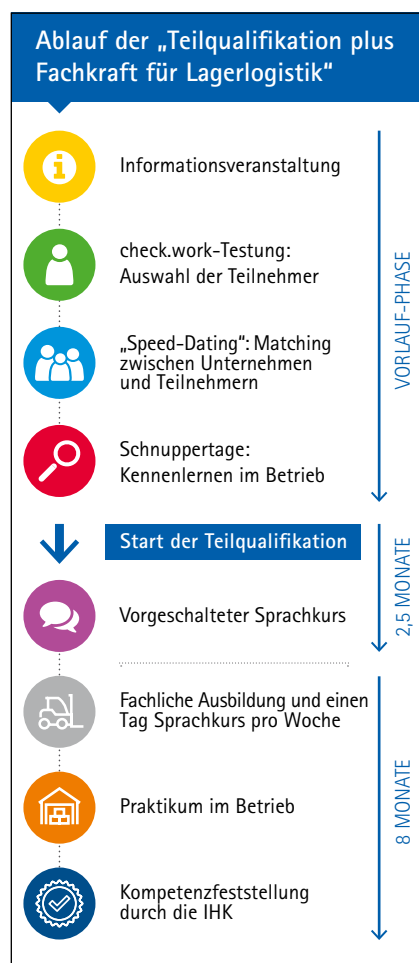 Ablauf der „Teilqualifikation plus
Fachkraft für Lagerlogistik“
Informationsveranstaltung
check.work-Testung:
Auswahl der Teilnehmer
„Speed-Dating“: Matching
zwischen Unternehmen
und Teilnehmern
Schnuppertage:
Kennenlernen im Betrieb
VORLAUF-PHASE
Start der Teilqualifikation
Vorgeschalteter Sprachkurs
2,5 MONATE
Fachliche Ausbildung und einen
Tag Sprachkurs pro Woche
Praktikum im Betrieb
Kompetenzfeststellung
durch die IHK
8 MONATE